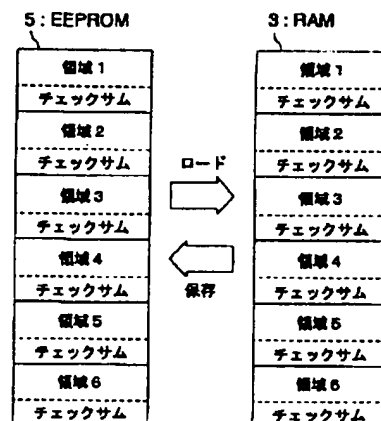 5：EEPROM
領域1
チェックサム
領域2
チェックサム
領域3
チェックサム
領域4
チェックサム
領域5
チェックサム
領域6
チェックサム
ロード
保存
3：RAM
領域1
チェックサム
領域2
チェックサム
領域3
チェックサム
領域4
チェックサム
領域5
チェックサム
領域6
チェックサム